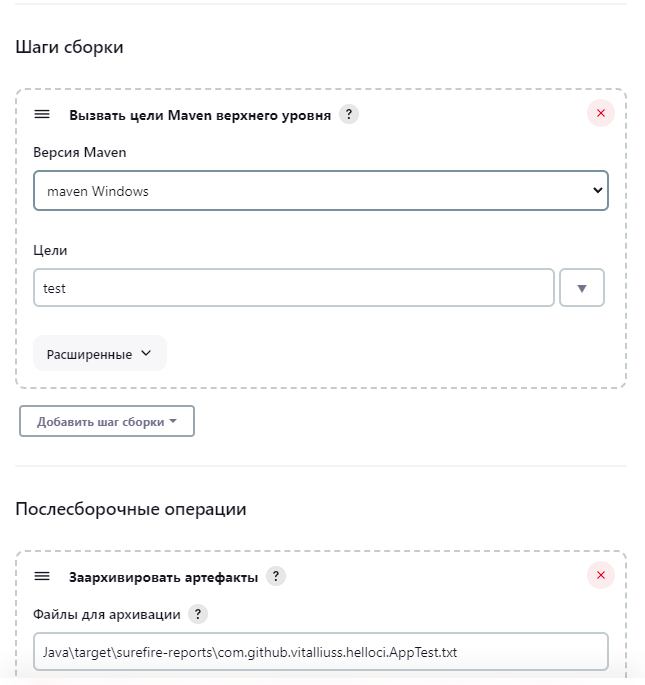 Шаги сборки
Вызвать цели Maven верхнего уровня ?
Версия Maven
maven Windows
Цели
test
Расширенные
Добавить шаг сборки
Послесборочные операции
Заархивировать артефакты ?
Файлы для архивации ?
Java\target\surefire-reports\com.github.vitalliuss.helloci.AppTest.txt